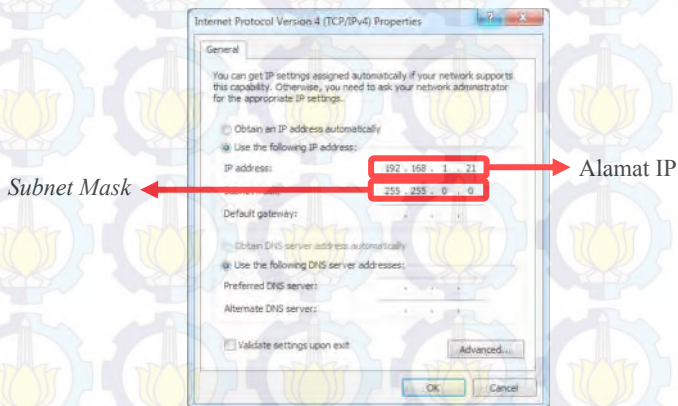 Internet Protocol Version 4 (TCP/IPv4) Properties
General
You can get IP settings assigned automatically if your network supports
this capability. Otherwise, you need to ask your network administrator
for the appropriate IP settings.
Obtain an IP address automatically
Use the following IP address:
IP address: 192 . 168 . 1 . 21
Alamat IP
Subnet Mask
255 . 255 . 0 . 0
Default gateway: . . .
Obtain DNS server address automatically
Use the following DNS server addresses:
Preferred DNS server: . . .
Alternate DNS server: . . .
Validate settings upon exit
Advanced...
OK Cancel